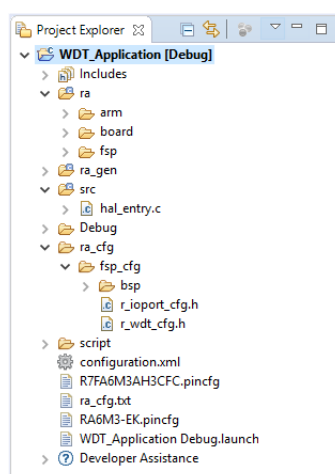 Project Explorer
WDT_Application [Debug]
Includes
ra
arm
board
fsp
ra_gen
src
hal_entry.c
Debug
ra_cfg
fsp_cfg
bsp
r_ioport_cfg.h
r_wdt_cfg.h
script
configuration.xml
R7FA6M3AH3CFC.pincfg
ra_cfg.txt
RA6M3-EK.pincfg
WDT_Application Debug.launch
Developer Assistance